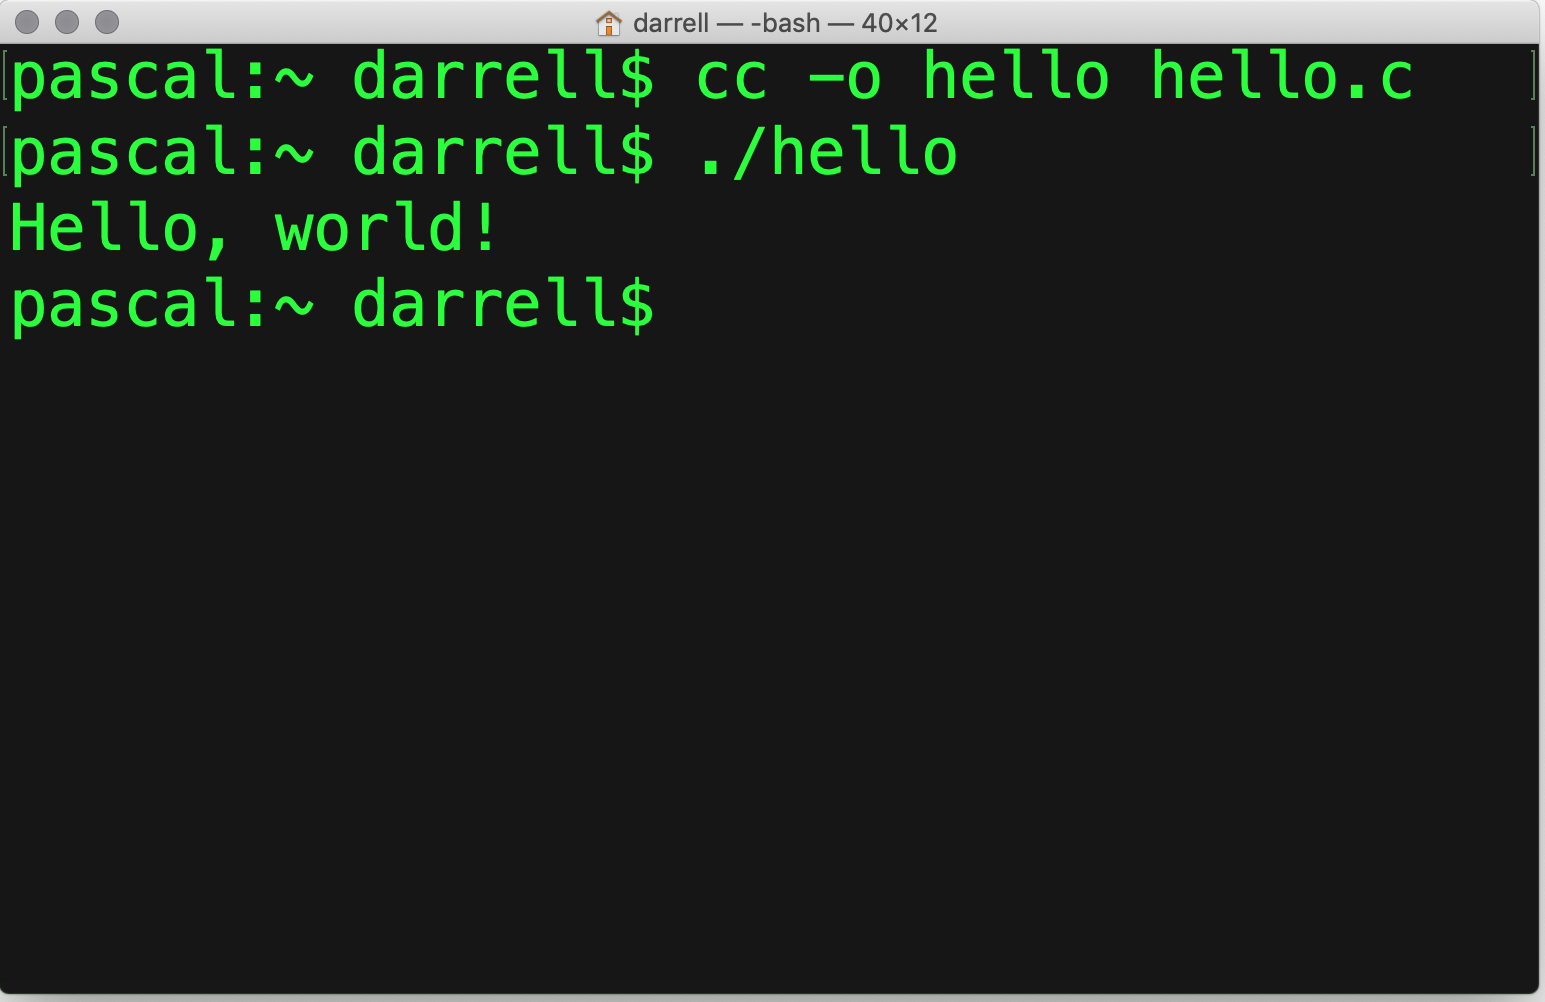 darrell — -bash — 40×12
pascal:~ darrell$ cc -o hello hello.c
pascal:~ darrell$ ./hello
Hello, world!
pascal:~ darrell$